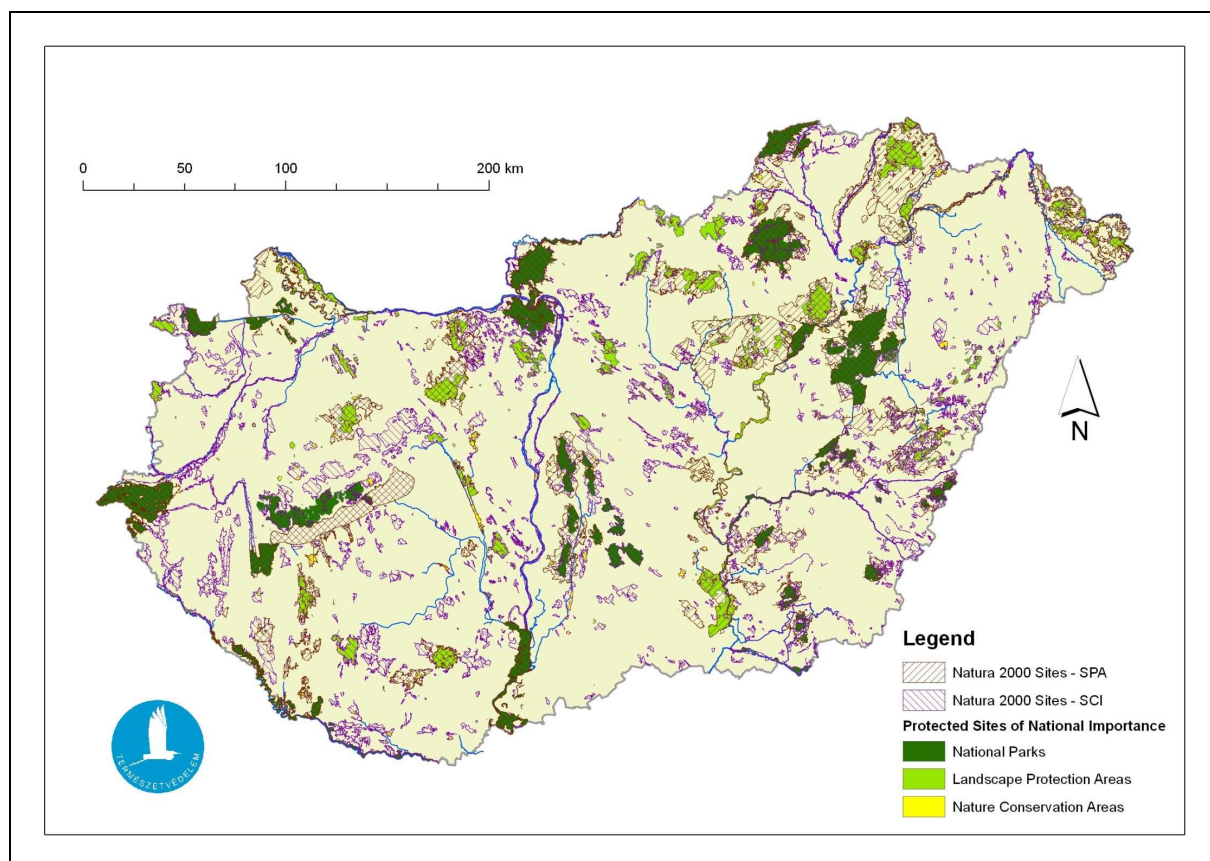 0 50 100 200 km
N
Legend
Natura 2000 Sites - SPA
Natura 2000 Sites - SCI
Protected Sites of National Importance
National Parks
Landscape Protection Areas
Nature Conservation Areas
TERMÉSZETVÉDELEM